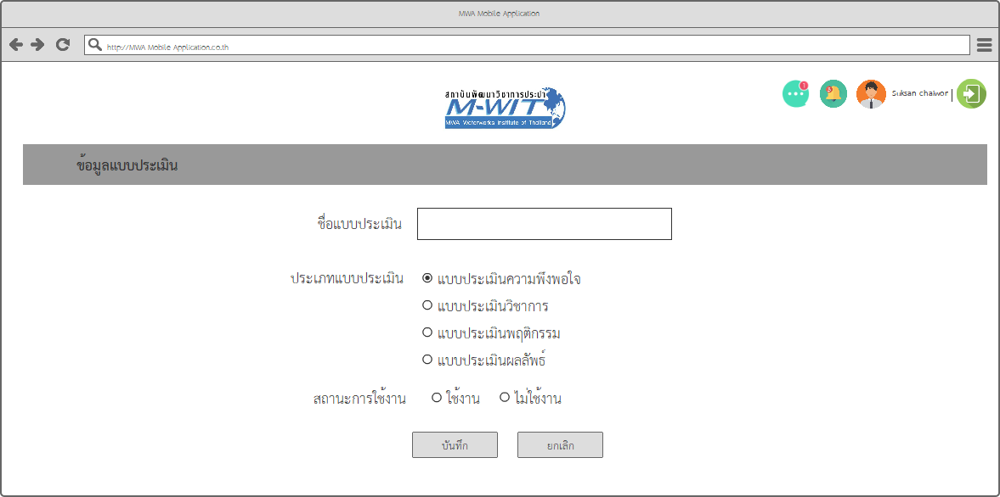 MWA Mobile Application
http://MWA Mobile Application.co.th
สถาบันพัฒนาวิชาการประปา
M-WIT
MWA Waterworks Institute of Thailand
1
3
Suksan chaiwon
ข้อมูลแบบประเมิน
ชื่อแบบประเมิน
ประเภทแบบประเมิน
แบบประเมินความพึงพอใจ
แบบประเมินวิชาการ
แบบประเมินพฤติกรรม
แบบประเมินผลลัพธ์
สถานะการใช้งาน ใช้งาน ไม่ใช้งาน
บันทึก ยกเลิก